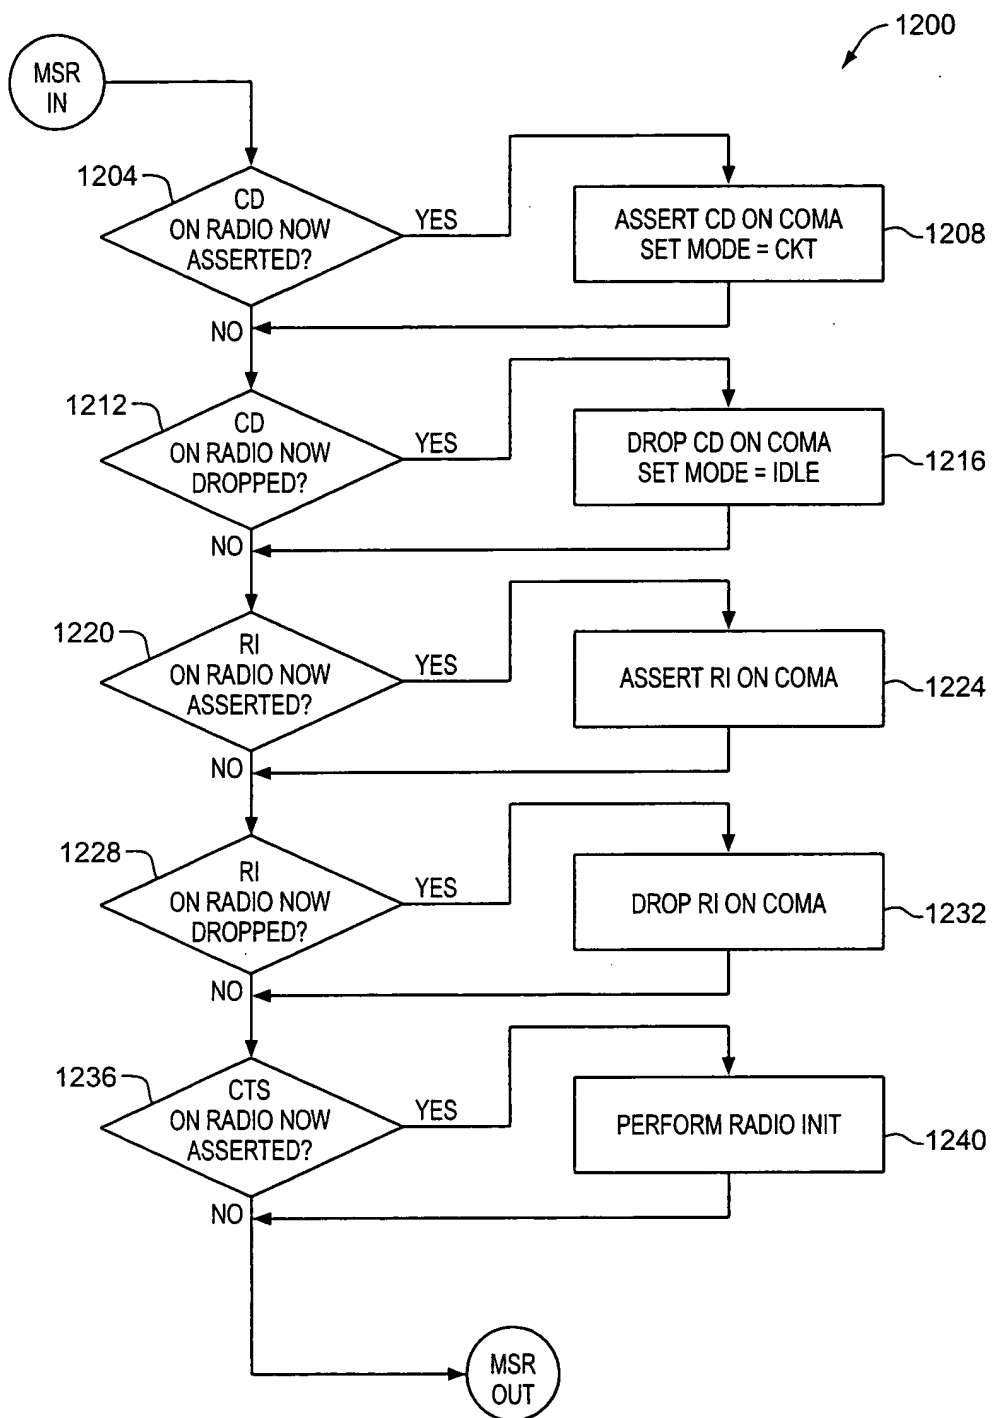 1200
MSR
IN
1204
CD
ON RADIO NOW
ASSERTED?
YES
ASSERT CD ON COMA
SET MODE = CKT
1208
NO
1212
CD
ON RADIO NOW
DROPPED?
YES
DROP CD ON COMA
SET MODE = IDLE
1216
NO
1220
RI
ON RADIO NOW
ASSERTED?
YES
ASSERT RI ON COMA
1224
NO
1228
RI
ON RADIO NOW
DROPPED?
YES
DROP RI ON COMA
1232
NO
1236
CTS
ON RADIO NOW
ASSERTED?
YES
PERFORM RADIO INIT
1240
NO
MSR
OUT